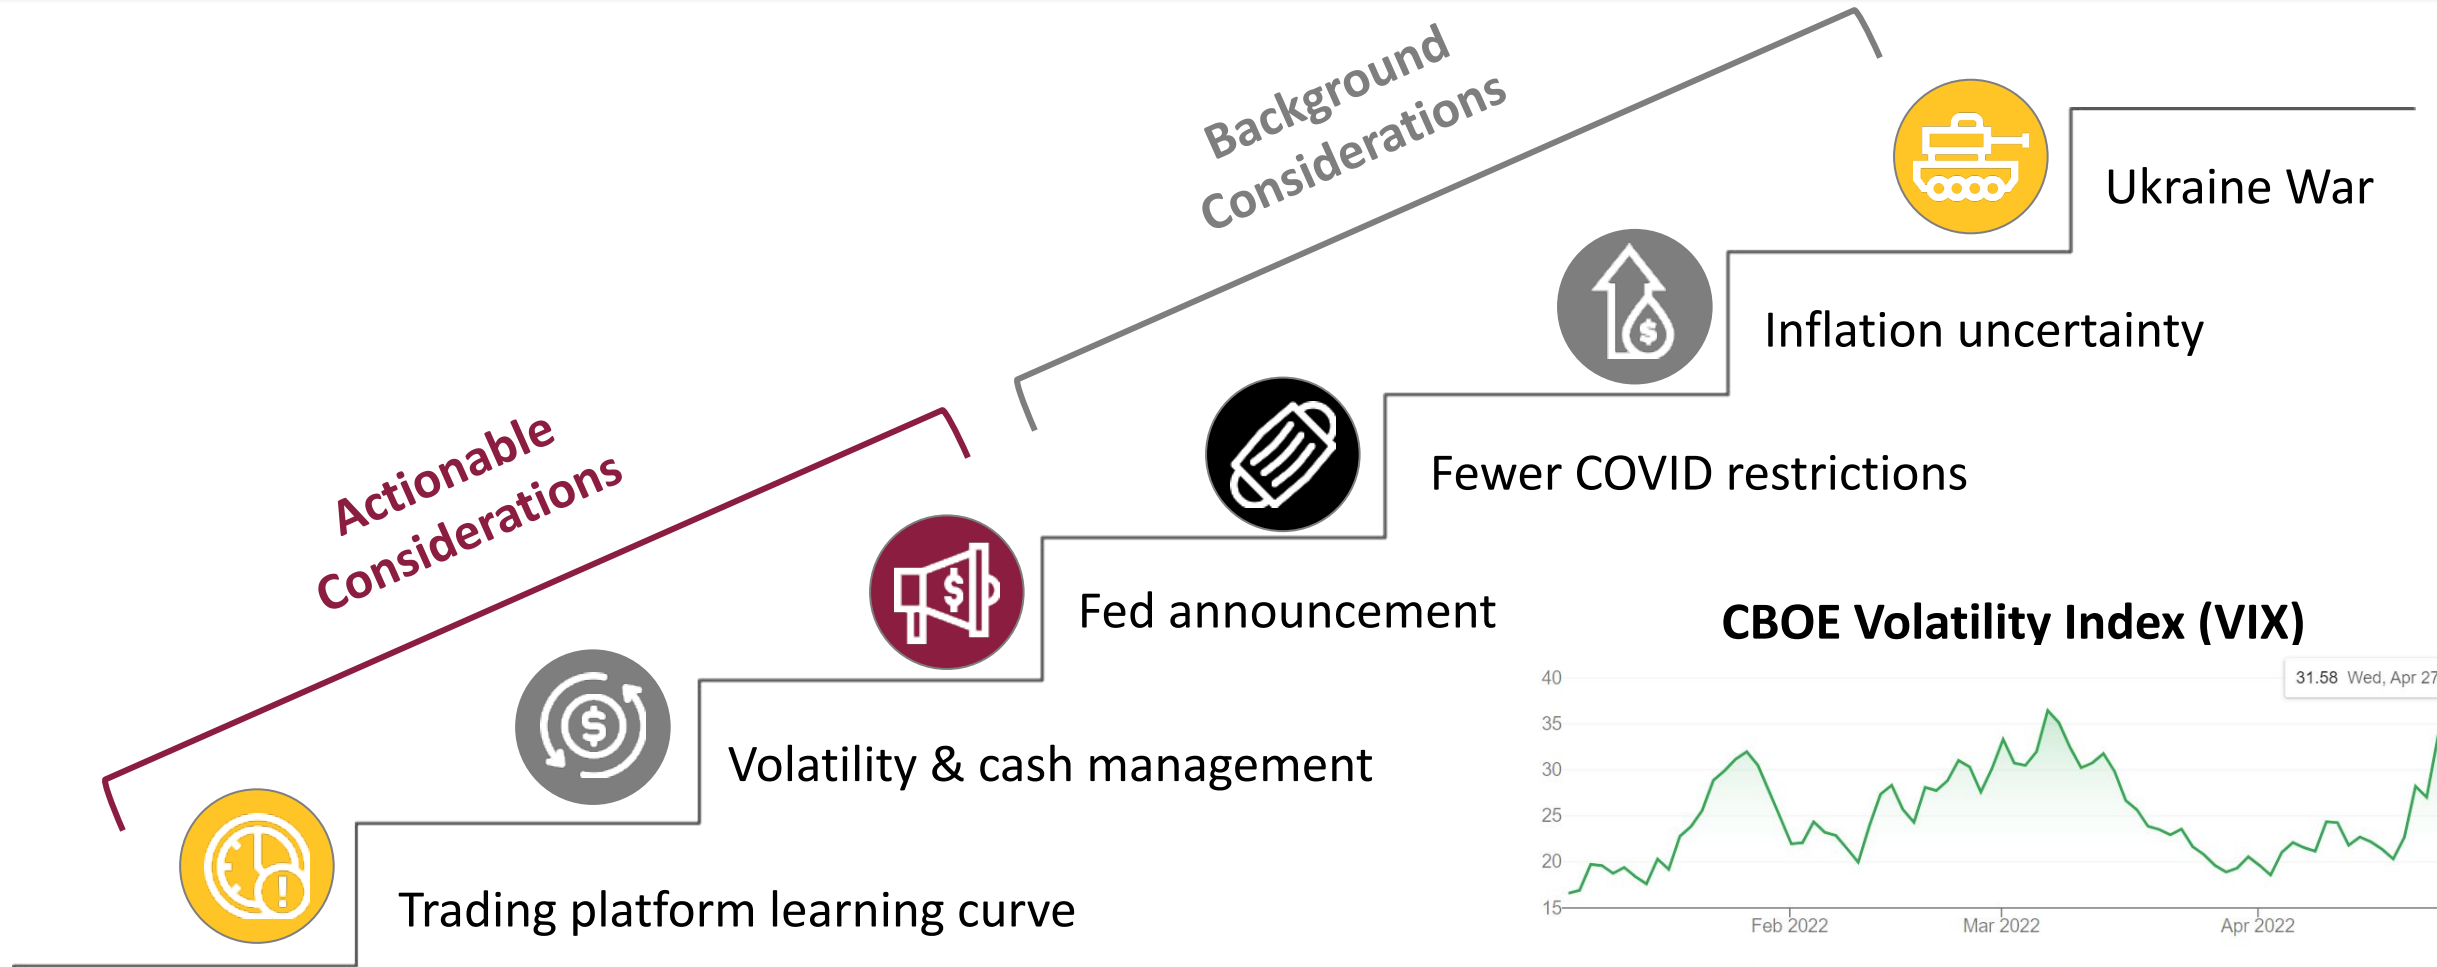 Background
Considerations
Ukraine War
Inflation uncertainty
Actionable
Considerations
Fewer COVID restrictions
Fed announcement
Volatility & cash management
Trading platform learning curve
CBOE Volatility Index (VIX)
31.58 Wed, Apr 27
40
35
30
25
20
15
Feb 2022
Mar 2022
Apr 2022
$
$
$
!